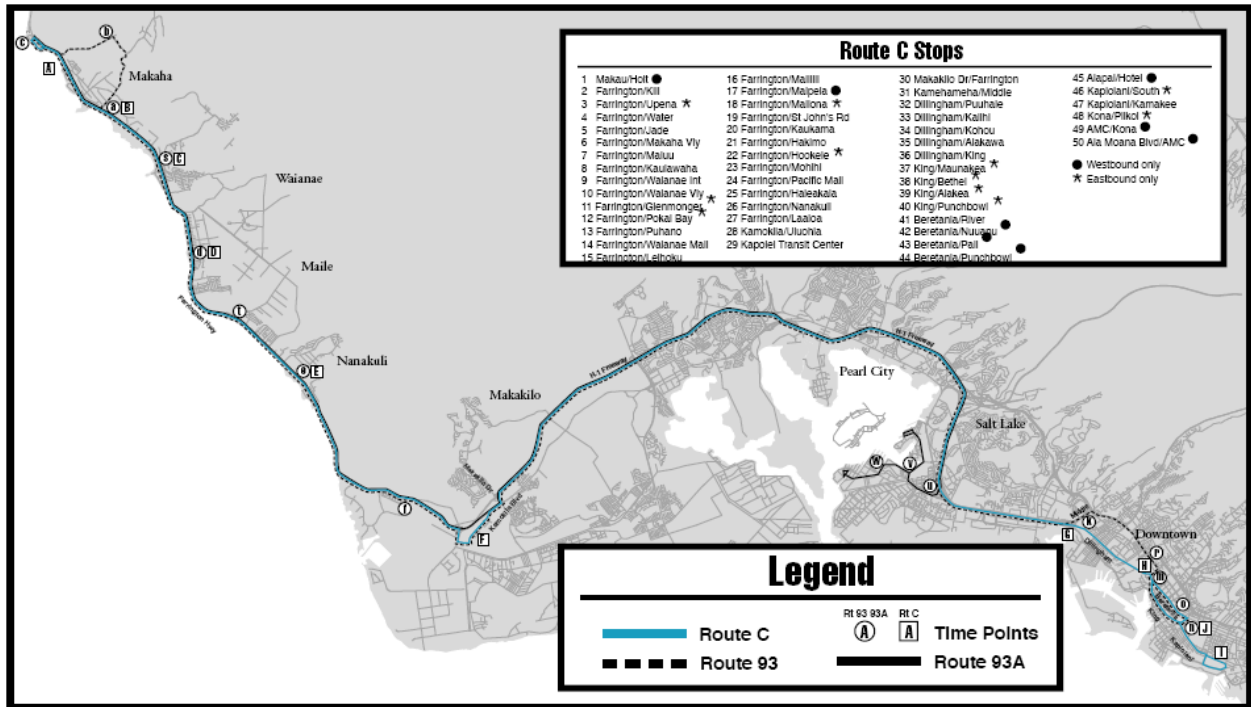 Route C Stops
1 Makau/Holt
2 Farrington/Kili
3 Farrington/Upena *
4 Farrington/Water
5 Farrington/Jade
6 Farrington/Makaha Vly
7 Farrington/Maiuu
8 Farrington/Kaulawaha
9 Farrington/Waianae Int
10 Farrington/Waianae Vly
11 Farrington/Glenmonger *
12 Farrington/Pokai Bay *
13 Farrington/Puhano
14 Farrington/Waianae Mall
15 Farrington/Leihoku
16 Farrington/Maliilii
17 Farrington/Maipela
18 Farrington/Mailona *
19 Farrington/St John's Rd
20 Farrington/Kaukama
21 Farrington/Hakimo
22 Farrington/Hookele *
23 Farrington/Mohihi
24 Farrington/Pacific Mall
25 Farrington/Haleakala
26 Farrington/Nanakuli
27 Farrington/Laaloa
28 Kamokila/Uluohia
29 Kapolei Transit Center
30 Makakilo Dr/Farrington
31 Kamehameha/Middle
32 Dillingham/Puuhale
33 Dillingham/Kalihi
34 Dillingham/Kohou
35 Dillingham/Alakawa
36 Dillingham/King
37 King/Maunakea *
38 King/Bethel *
39 King/Alakea *
40 King/Punchbowl *
41 Beretania/River
42 Beretania/Nuuanu
43 Beretania/Pali
44 Beretania/Punchbowl
45 Alapai/Hotel
46 Kapiolani/South *
47 Kapiolani/Kamakee
48 Kona/Piikoi *
49 AMC/Kona
50 Ala Moana Blvd/AMC
Westbound only
* Eastbound only
C
b
A
Makaha
a B
s C
Waianae
d D
Maile
Farrington Hwy
t
Nanakuli
e E
Makakilo
H-1 Freeway
H-1 Freeway
Pearl City
Salt Lake
Makakilo Dr
Kamokila Blvd
W
V
U
f
F
G
K
Downtown
Dillingham
P
H
m
O
n J
King
Kapiolani
I
Legend
Rt 93 93A
Rt C
Route C
A
A
Time Points
Route 93
Route 93A